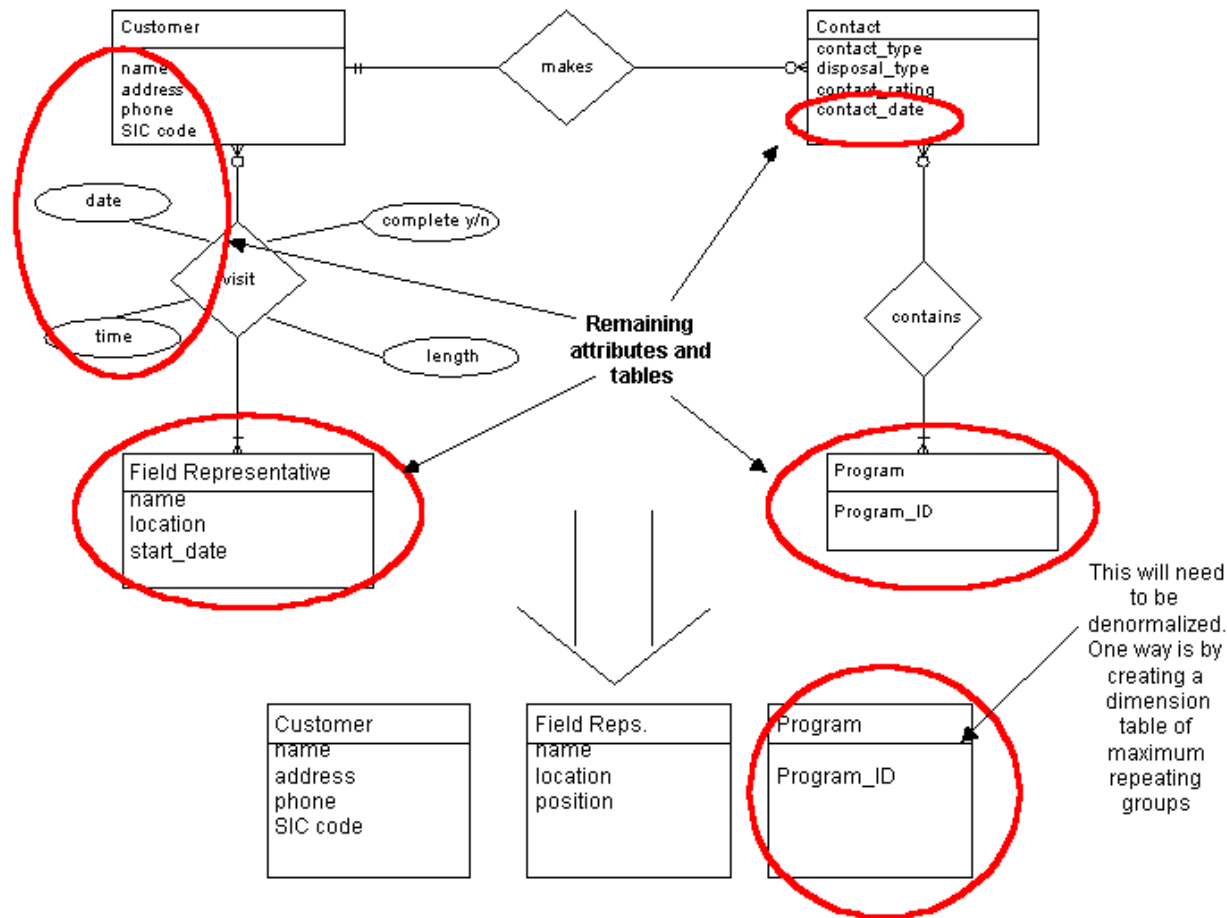 Customer
name
address
phone
SIC code
makes
Contact
contact_type
disposal_type
contact_rating
contact_date
date
complete y/n
visit
time
length
Remaining
attributes and
tables
contains
Field Representative
name
location
start_date
Program
Program_ID
This will need
to be
denormalized.
One way is by
creating a
dimension
table of
maximum
repeating
groups
Customer
name
address
phone
SIC code
Field Reps.
name
location
position
Program
Program_ID